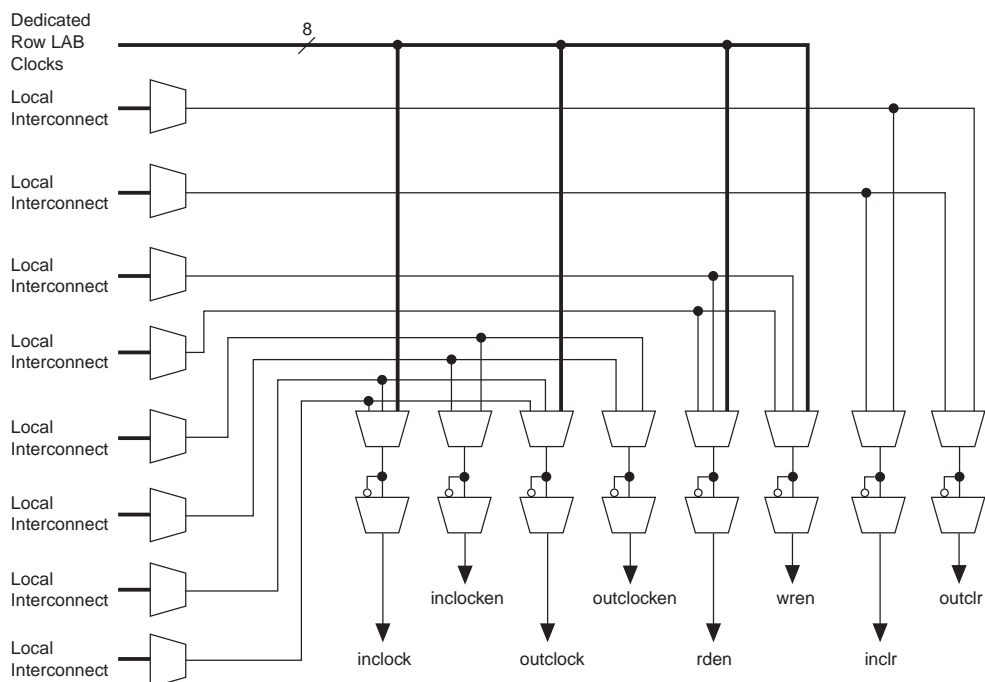 Dedicated
Row LAB
Clocks
8
Local
Interconnect
Local
Interconnect
Local
Interconnect
Local
Interconnect
Local
Interconnect
Local
Interconnect
Local
Interconnect
Local
Interconnect
inclocken
outclocken
wren
outclr
inclock
outclock
rden
inclr